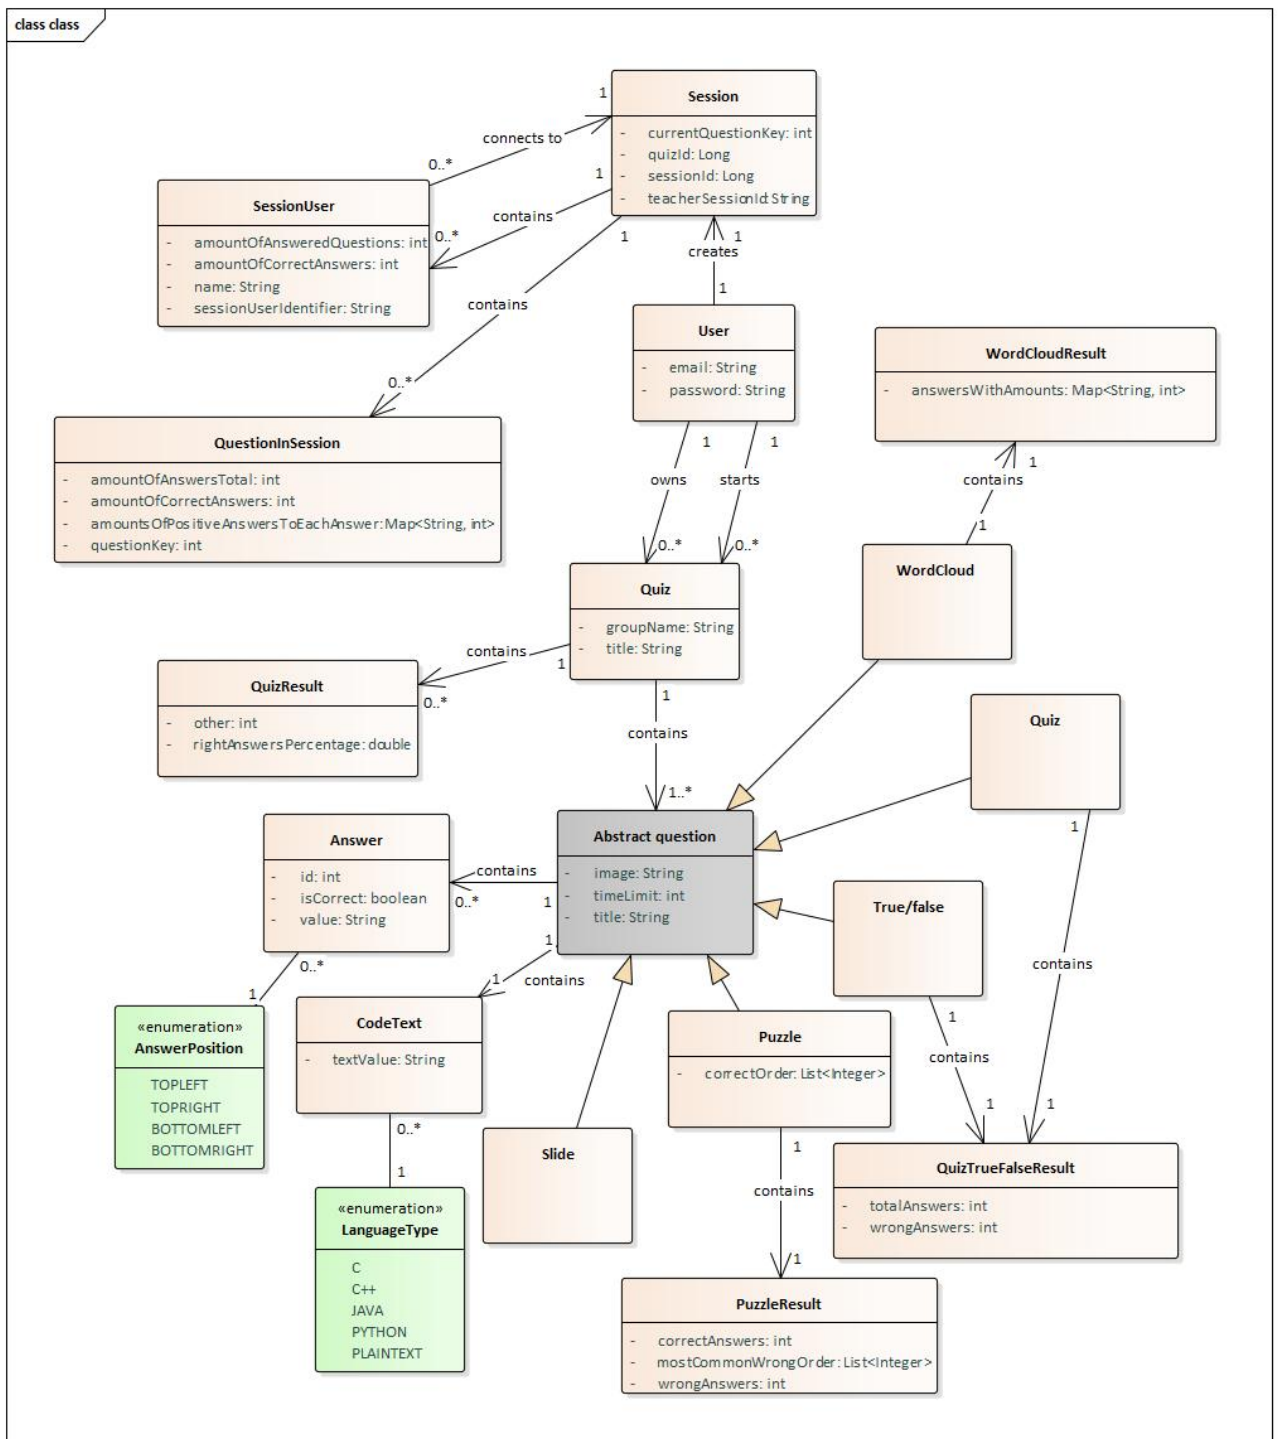 class class
Session
- currentQuestionKey: int
- quizId: Long
- sessionId: Long
- teacherSessionId: String
1
connects to
0..*
1
contains
0..*
SessionUser
- amountOfAnsweredQuestions: int
- amountOfCorrectAnswers: int
- name: String
- sessionUserIdentifier: String
1
contains
0..*
1
creates
1
User
- email: String
- password: String
WordCloudResult
- answersWithAmounts: Map<String, int>
QuestionInSession
- amountOfAnswersTotal: int
- amountOfCorrectAnswers: int
- amountsOfPositiveAnswersToEachAnswer: Map<String, int>
- questionKey: int
1
owns
0..*
1
starts
0..*
1
contains
1
WordCloud
Quiz
- groupName: String
- title: String
contains
1
0..*
QuizResult
- other: int
- rightAnswersPercentage: double
1
contains
1..*
Quiz
1
contains
1
Answer
- id: int
- isCorrect: boolean
- value: String
contains
0..*
1
Abstract question
- image: String
- timeLimit: int
- title: String
True/false
1
contains
1
0..*
1
1
contains
1
«enumeration»
AnswerPosition
TOPLEFT
TOPRIGHT
BOTTOMLEFT
BOTTOMRIGHT
CodeText
- textValue: String
Puzzle
- correctOrder: List<Integer>
0..*
1
Slide
1
contains
1
QuizTrueFalseResult
- totalAnswers: int
- wrongAnswers: int
«enumeration»
LanguageType
C
C++
JAVA
PYTHON
PLAINTEXT
PuzzleResult
- correctAnswers: int
- mostCommonWrongOrder: List<Integer>
- wrongAnswers: int